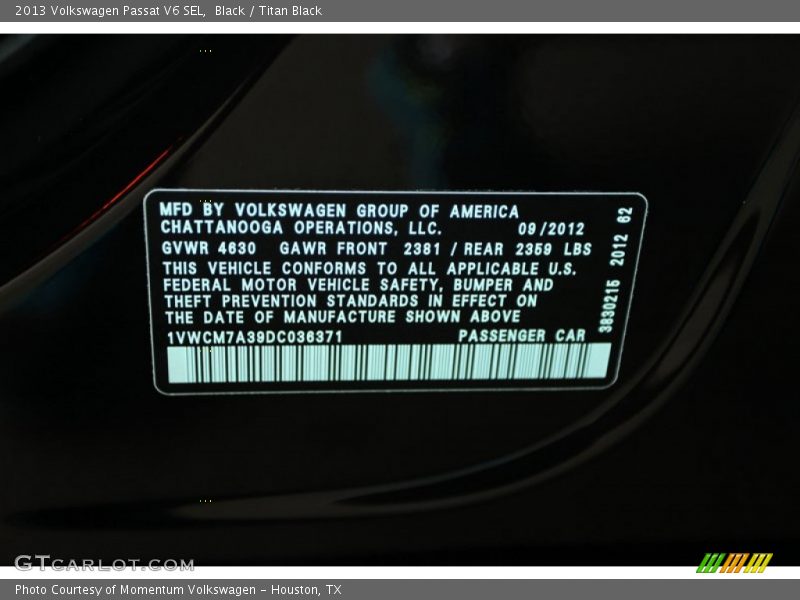 2013 Volkswagen Passat V6 SEL, Black / Titan Black
MFD BY VOLKSWAGEN GROUP OF AMERICA
CHATTANOOGA OPERATIONS, LLC. 09/2012
GVWR 4630 GAWR FRONT 2381 / REAR 2359 LBS
THIS VEHICLE CONFORMS TO ALL APPLICABLE U.S.
FEDERAL MOTOR VEHICLE SAFETY, BUMPER AND
THEFT PREVENTION STANDARDS IN EFFECT ON
THE DATE OF MANUFACTURE SHOWN ABOVE
1VWCM7A39DC036371 PASSENGER CAR
3830215 2012 62
GTCARLOT.COM
Photo Courtesy of Momentum Volkswagen - Houston, TX